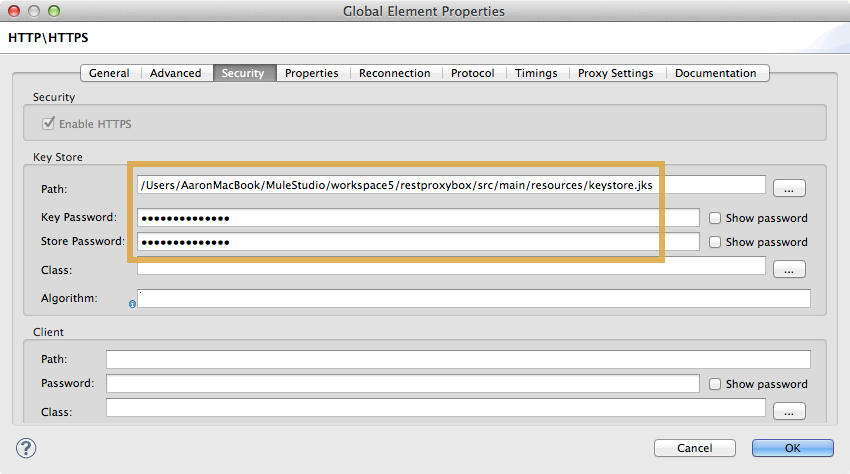 Global Element Properties
HTTP\HTTPS
General Advanced Security Properties Reconnection Protocol Timings Proxy Settings Documentation
Security
Enable HTTPS
Key Store
Path: /Users/AaronMacBook/MuleStudio/workspace5/restproxybox/src/main/resources/keystore.jks ...
Key Password: ●●●●●●●●●●●●●● Show password
Store Password: ●●●●●●●●●●●●●● Show password
Class: ...
Algorithm:
Client
Path:
Password: Show password
Class: ...
? Cancel OK